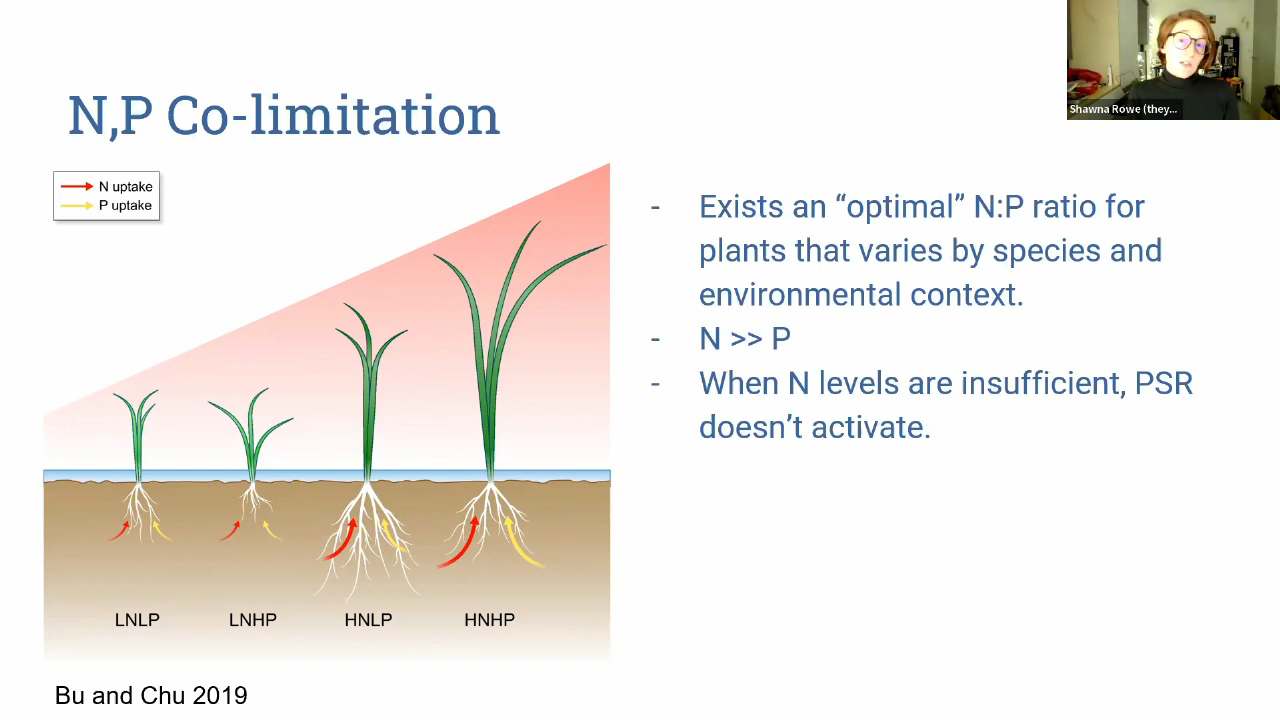 Shawna Rowe (they...
N,P Co-limitation
N uptake
P uptake
- Exists an “optimal” N:P ratio for
plants that varies by species and
environmental context.
- N >> P
- When N levels are insufficient, PSR
doesn’t activate.
LNLP LNHP HNLP HNHP
Bu and Chu 2019